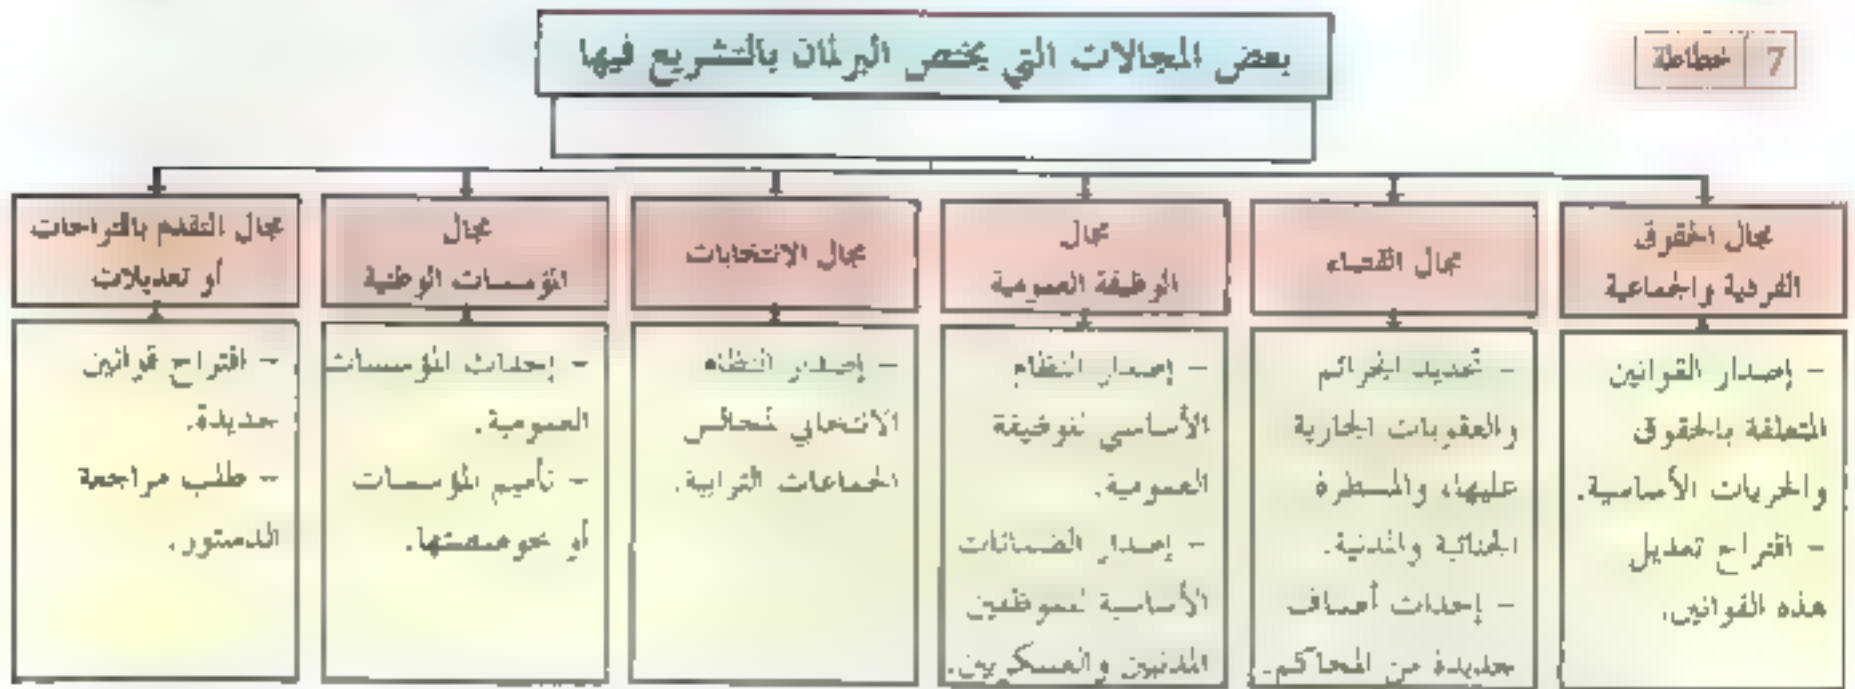 خطاطة 7
بعض المجالات التي يختص البرلمان بالتشريع فيها
مجال الحقوق
الفردية والجماعية
– إصدار القوانين
المتعلقة بالحقوق
والحريات الأساسية.
– اقتراح تعديل
هذه القوانين.
مجال القضاء
– تحديد الجرائم
والعقوبات الجارية
عليها، والمسطرة
الجنائية والمدنية.
– إحداث أصناف
جديدة من المحاكم.
مجال
الوظيفة العمومية
– إصدار النظام
الأساسي للوظيفة
العمومية.
– إصدار الضمانات
الأساسية للموظفين
المدنيين والعسكريين.
مجال الانتخابات
– إصدار النظام
الانتخابي لمجالس
الجماعات الترابية.
مجال
المؤسسات الوطنية
– إحداث المؤسسات
العمومية.
– تأميم المؤسسات
أو خوصصتها.
مجال التقدم باقتراحات
أو تعديلات
– اقتراح قوانين
جديدة.
– طلب مراجعة
الدستور.